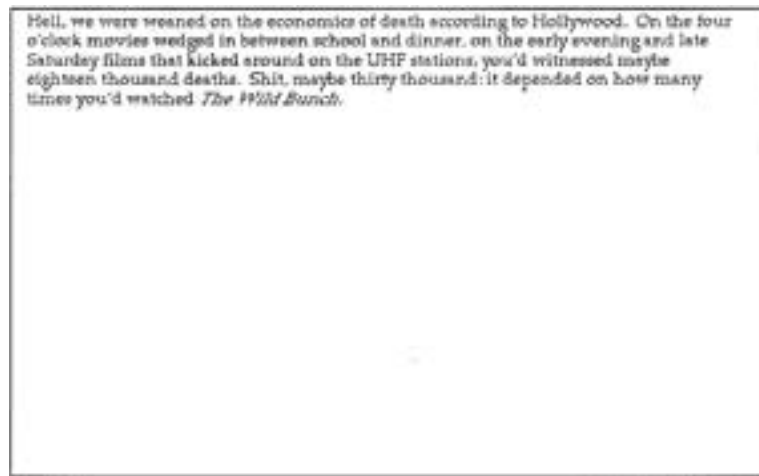 Hell, we were weaned on the economics of death according to Hollywood. On the four
o'clock movies wedged in between school and dinner, on the early evening and late
Saturday films that kicked around on the UHF stations, you'd witnessed maybe
eighteen thousand deaths. Shit, maybe thirty thousand: it depended on how many
times you'd watched The Wild Bunch.